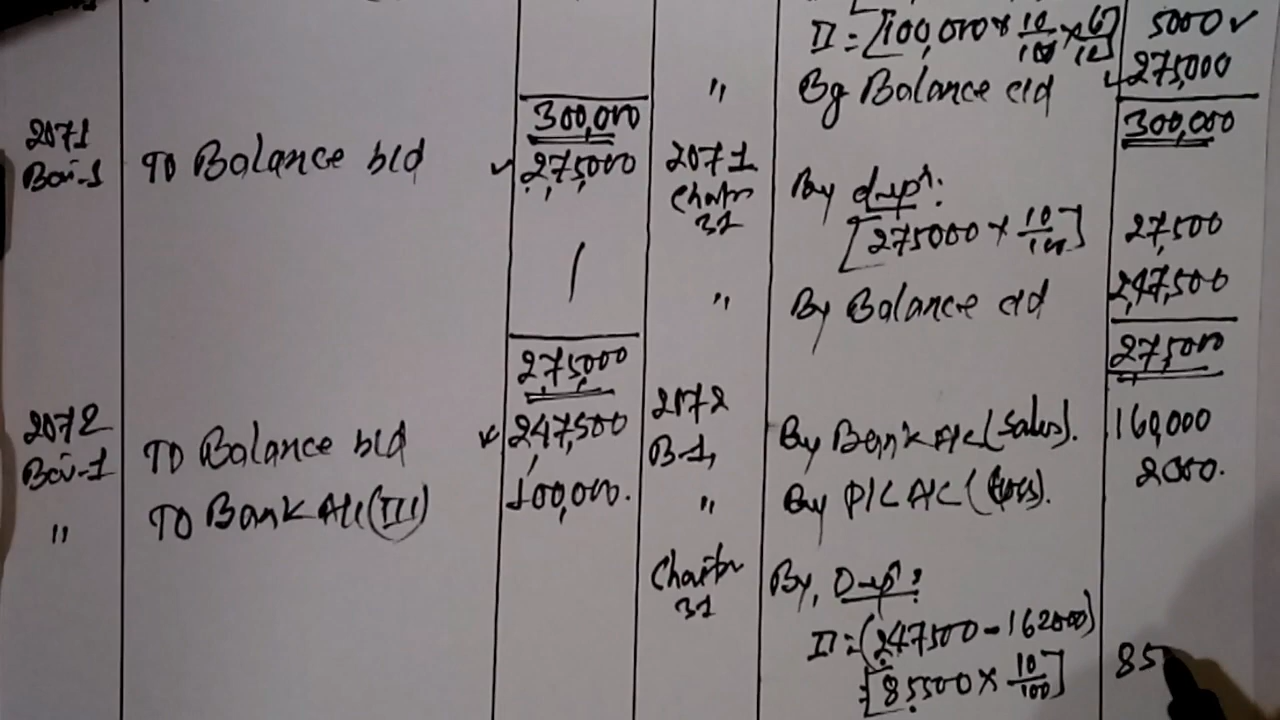 II = [100,000 × 10/100 × 6/12] 5000 ✓
" By Balance c/d 275,000
300,000 300,000
2071 Bai-1 To Balance b/d ✓ 275,000 2071 Chaitra 31 By dep^n:
[275000 × 10/100] 27,500
" By Balance c/d 247,500
275,000 275,000
2072 Bai-1 To Balance b/d 247,500 2072 B-1, By Bank A/C (Sales). 160,000
" To Bank A/C (III) 100,000. " By P/L A/C (loss). 2000.
Chaitra 31 By, Dep^n:
II = (247500 - 162000)
= [85500 × 10/100] 85